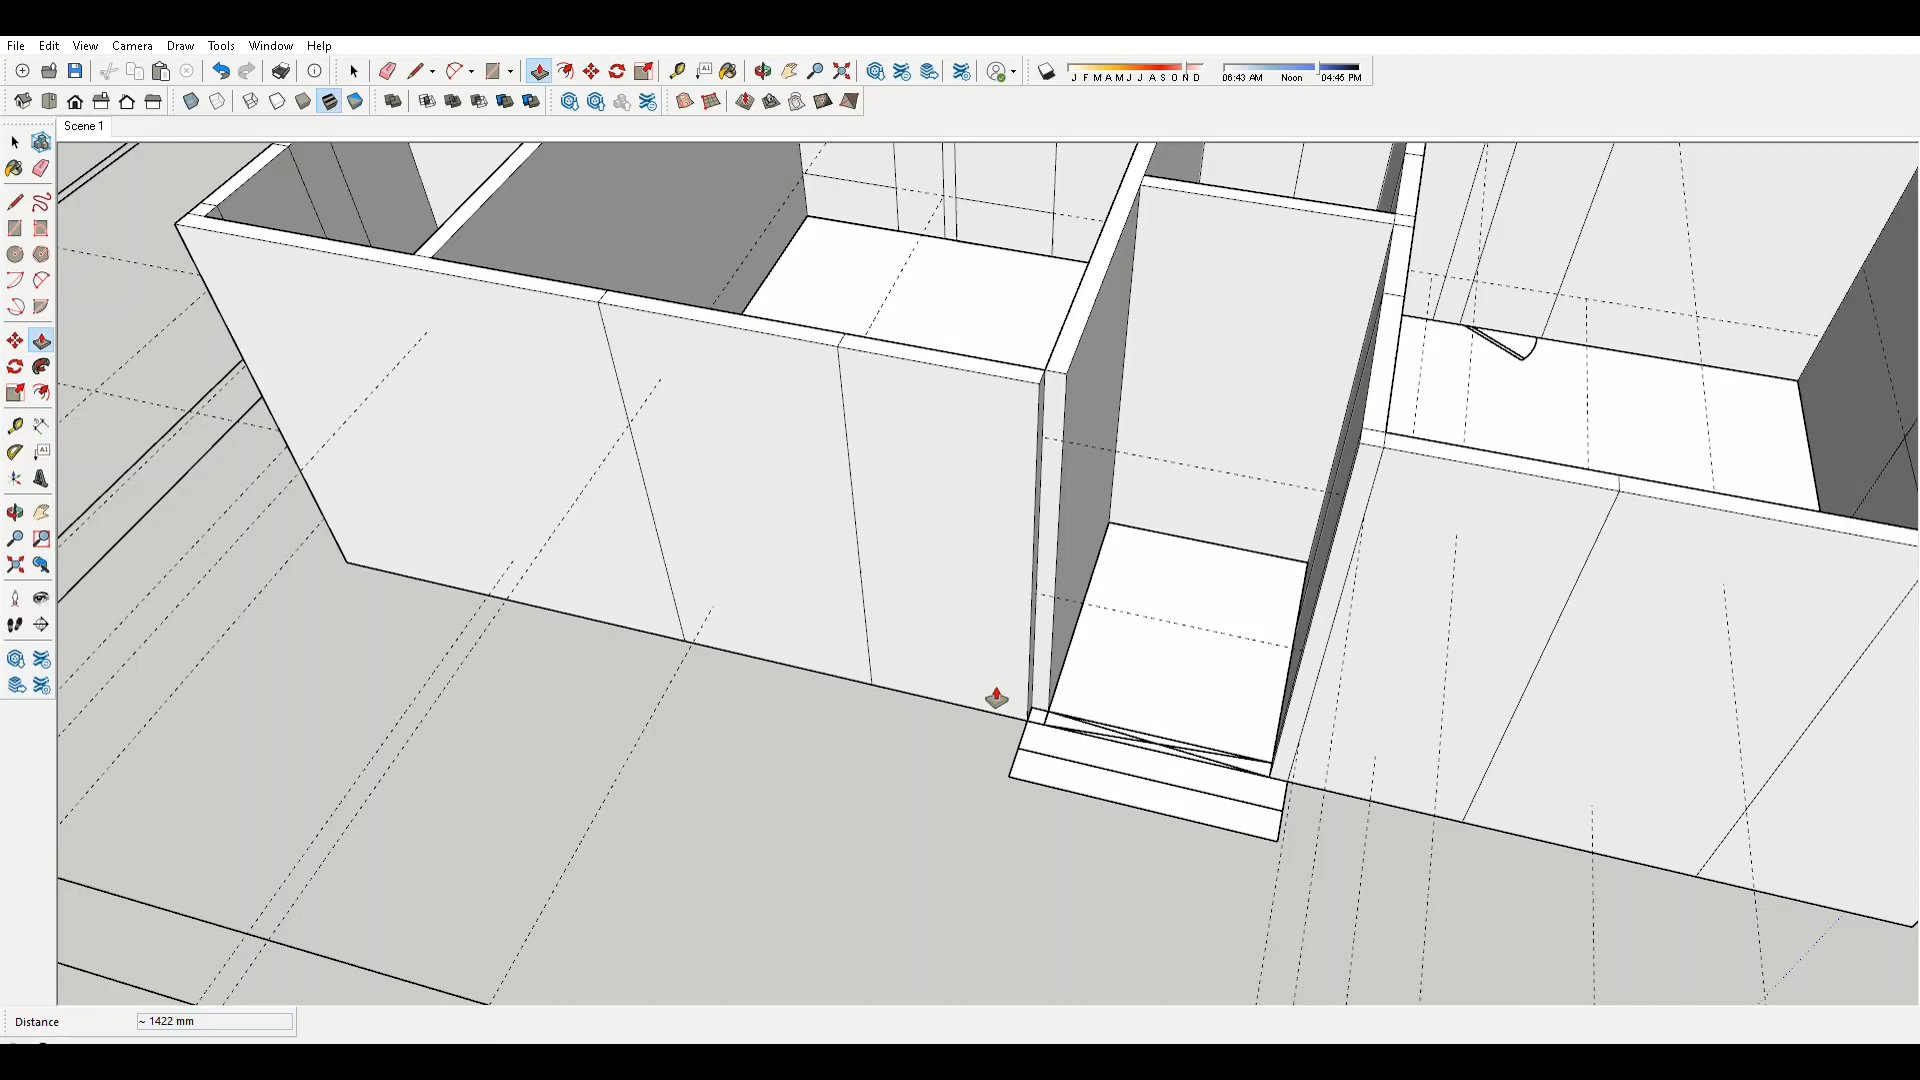 File Edit View Camera Draw Tools Window Help
J F M A M J J A S O N D
06:43 AM Noon 04:45 PM
Scene 1
Distance ~ 1422 mm